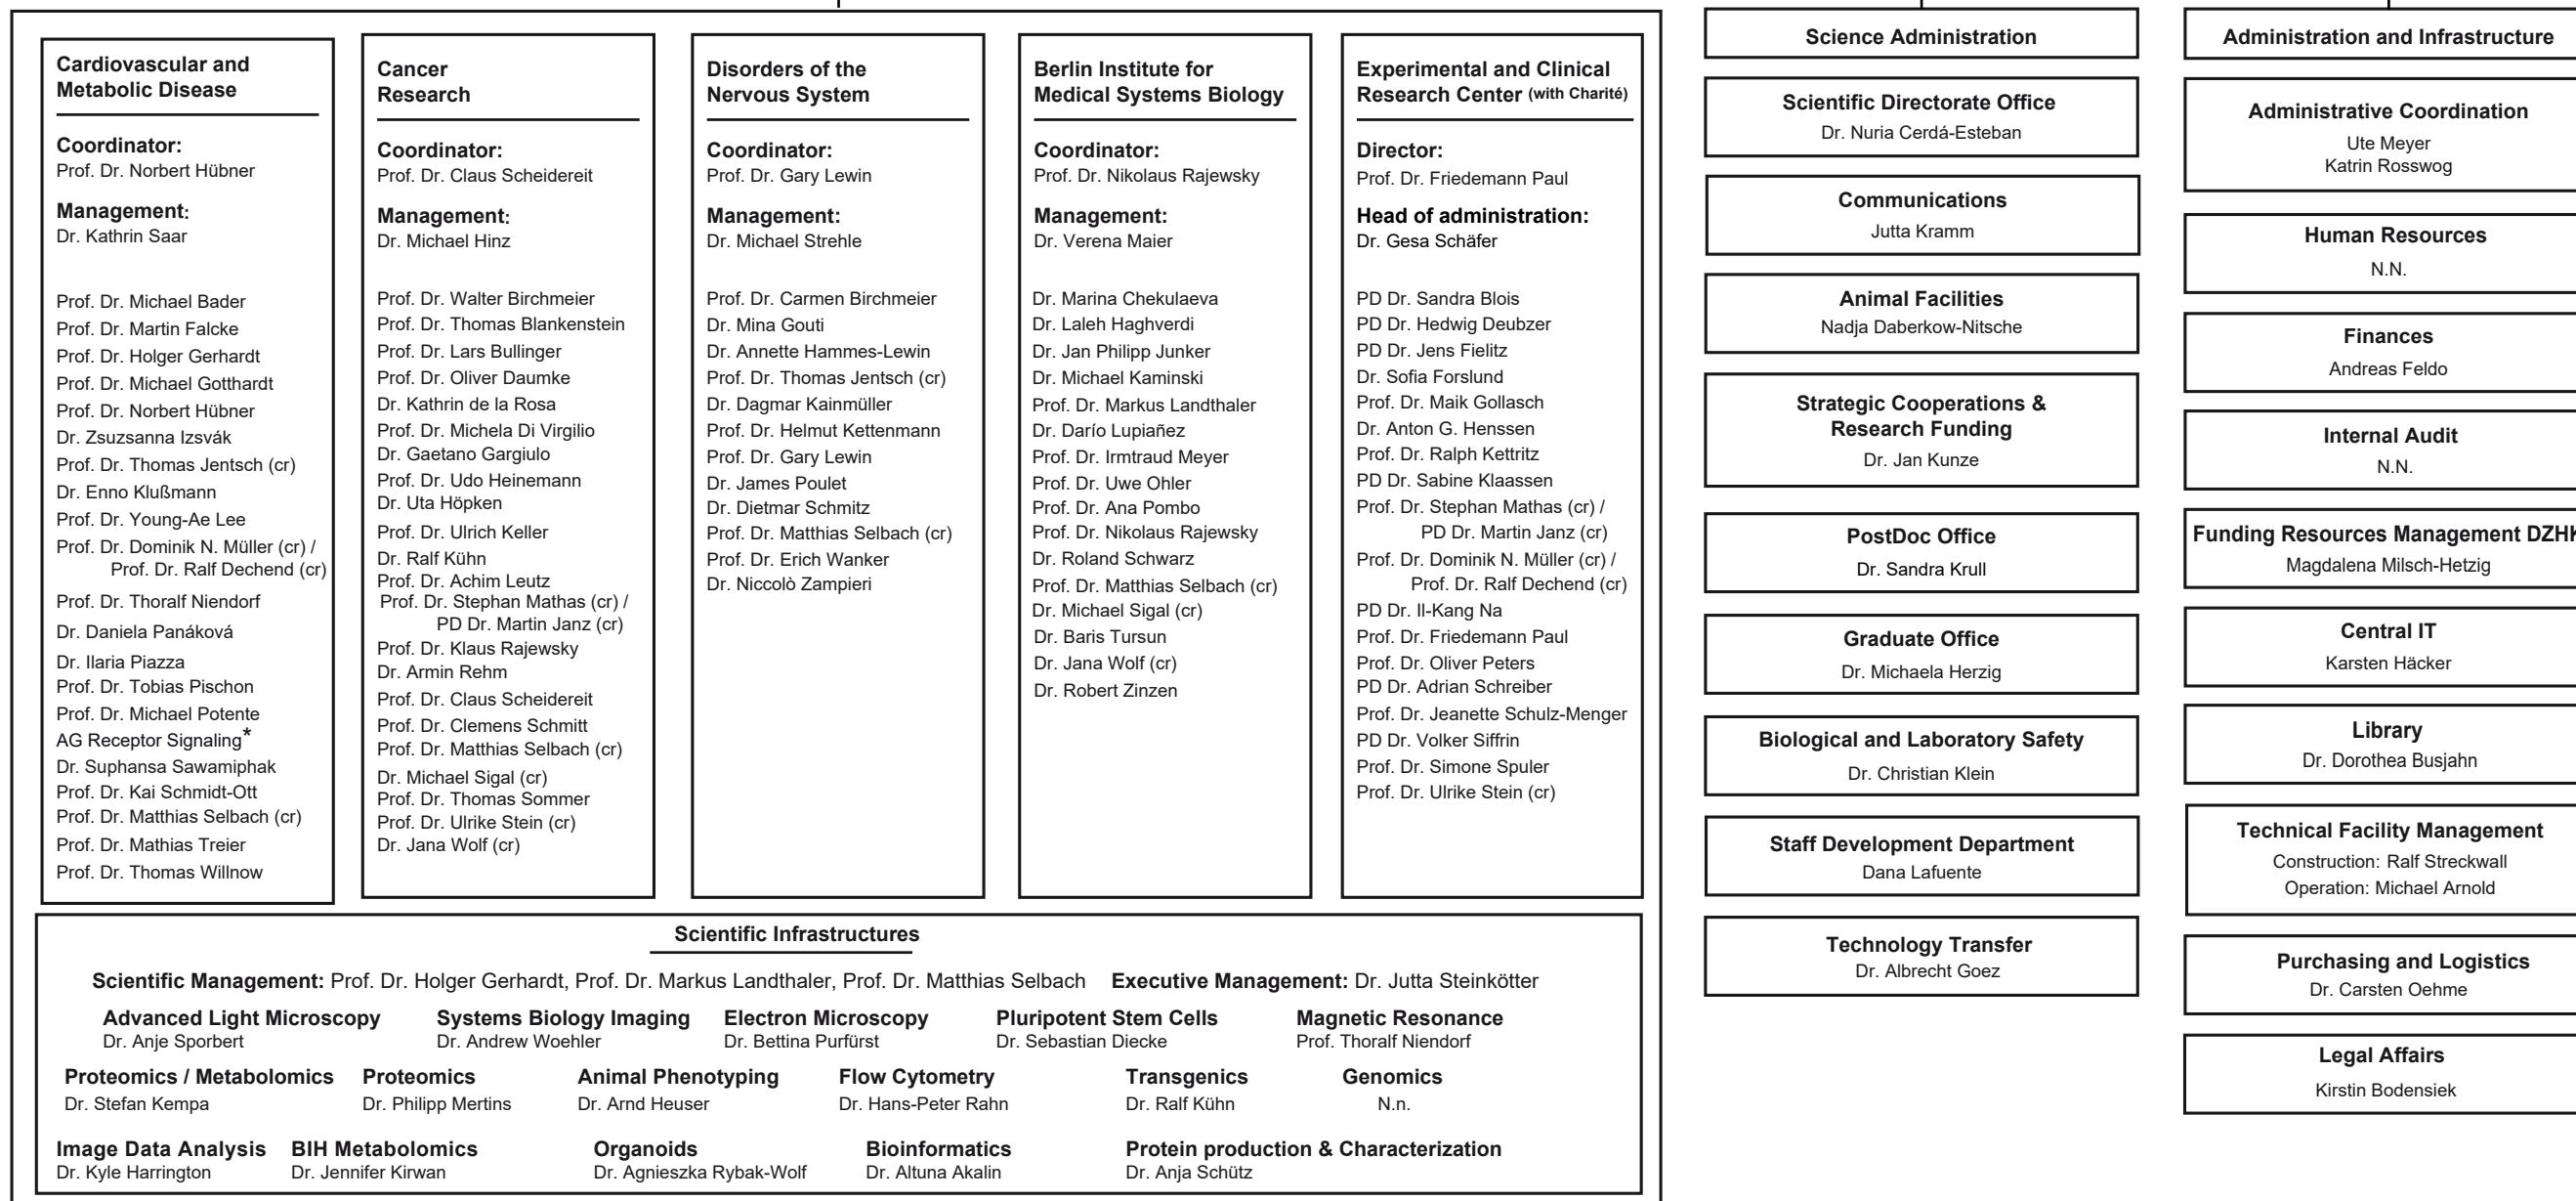 Cardiovascular and
Metabolic Disease
Coordinator:
Prof. Dr. Norbert Hübner
Management:
Dr. Kathrin Saar
Prof. Dr. Michael Bader
Prof. Dr. Martin Falcke
Prof. Dr. Holger Gerhardt
Prof. Dr. Michael Gotthardt
Prof. Dr. Norbert Hübner
Dr. Zsuzsanna Izsvák
Prof. Dr. Thomas Jentsch (cr)
Dr. Enno Klußmann
Prof. Dr. Young-Ae Lee
Prof. Dr. Dominik N. Müller (cr) /
Prof. Dr. Ralf Dechend (cr)
Prof. Dr. Thoralf Niendorf
Dr. Daniela Panáková
Dr. Ilaria Piazza
Prof. Dr. Tobias Pischon
Prof. Dr. Michael Potente
AG Receptor Signaling*
Dr. Suphansa Sawamiphak
Prof. Dr. Kai Schmidt-Ott
Prof. Dr. Matthias Selbach (cr)
Prof. Dr. Mathias Treier
Prof. Dr. Thomas Willnow
Cancer
Research
Coordinator:
Prof. Dr. Claus Scheidereit
Management:
Dr. Michael Hinz
Prof. Dr. Walter Birchmeier
Prof. Dr. Thomas Blankenstein
Prof. Dr. Lars Bullinger
Prof. Dr. Oliver Daumke
Dr. Kathrin de la Rosa
Prof. Dr. Michela Di Virgilio
Dr. Gaetano Gargiulo
Prof. Dr. Udo Heinemann
Dr. Uta Höpken
Prof. Dr. Ulrich Keller
Dr. Ralf Kühn
Prof. Dr. Achim Leutz
Prof. Dr. Stephan Mathas (cr) /
PD Dr. Martin Janz (cr)
Prof. Dr. Klaus Rajewsky
Dr. Armin Rehm
Prof. Dr. Claus Scheidereit
Prof. Dr. Clemens Schmitt
Prof. Dr. Matthias Selbach (cr)
Dr. Michael Sigal (cr)
Prof. Dr. Thomas Sommer
Prof. Dr. Ulrike Stein (cr)
Dr. Jana Wolf (cr)
Disorders of the
Nervous System
Coordinator:
Prof. Dr. Gary Lewin
Management:
Dr. Michael Strehle
Prof. Dr. Carmen Birchmeier
Dr. Mina Gouti
Dr. Annette Hammes-Lewin
Prof. Dr. Thomas Jentsch (cr)
Dr. Dagmar Kainmüller
Prof. Dr. Helmut Kettenmann
Prof. Dr. Gary Lewin
Dr. James Poulet
Dr. Dietmar Schmitz
Prof. Dr. Matthias Selbach (cr)
Prof. Dr. Erich Wanker
Dr. Niccolò Zampieri
Berlin Institute for
Medical Systems Biology
Coordinator:
Prof. Dr. Nikolaus Rajewsky
Management:
Dr. Verena Maier
Dr. Marina Chekulaeva
Dr. Laleh Haghverdi
Dr. Jan Philipp Junker
Dr. Michael Kaminski
Prof. Dr. Markus Landthaler
Dr. Darío Lupiañez
Prof. Dr. Irmtraud Meyer
Prof. Dr. Uwe Ohler
Prof. Dr. Ana Pombo
Prof. Dr. Nikolaus Rajewsky
Dr. Roland Schwarz
Prof. Dr. Matthias Selbach (cr)
Dr. Michael Sigal (cr)
Dr. Baris Tursun
Dr. Jana Wolf (cr)
Dr. Robert Zinzen
Experimental and Clinical
Research Center (with Charité)
Director:
Prof. Dr. Friedemann Paul
Head of administration:
Dr. Gesa Schäfer
PD Dr. Sandra Blois
PD Dr. Hedwig Deubzer
PD Dr. Jens Fielitz
Dr. Sofia Forslund
Prof. Dr. Maik Gollasch
Dr. Anton G. Henssen
Prof. Dr. Ralph Kettritz
PD Dr. Sabine Klaassen
Prof. Dr. Stephan Mathas (cr) /
PD Dr. Martin Janz (cr)
Prof. Dr. Dominik N. Müller (cr) /
Prof. Dr. Ralf Dechend (cr)
PD Dr. Il-Kang Na
Prof. Dr. Friedemann Paul
Prof. Dr. Oliver Peters
PD Dr. Adrian Schreiber
Prof. Dr. Jeanette Schulz-Menger
PD Dr. Volker Siffrin
Prof. Dr. Simone Spuler
Prof. Dr. Ulrike Stein (cr)
Scientific Infrastructures
Scientific Management: Prof. Dr. Holger Gerhardt, Prof. Dr. Markus Landthaler, Prof. Dr. Matthias Selbach Executive Management: Dr. Jutta Steinkötter
Advanced Light Microscopy
Dr. Anje Sporbert
Systems Biology Imaging
Dr. Andrew Woehler
Electron Microscopy
Dr. Bettina Purfürst
Pluripotent Stem Cells
Dr. Sebastian Diecke
Magnetic Resonance
Prof. Thoralf Niendorf
Proteomics / Metabolomics
Dr. Stefan Kempa
Proteomics
Dr. Philipp Mertins
Animal Phenotyping
Dr. Arnd Heuser
Flow Cytometry
Dr. Hans-Peter Rahn
Transgenics
Dr. Ralf Kühn
Genomics
N.n.
Image Data Analysis
Dr. Kyle Harrington
BIH Metabolomics
Dr. Jennifer Kirwan
Organoids
Dr. Agnieszka Rybak-Wolf
Bioinformatics
Dr. Altuna Akalin
Protein production & Characterization
Dr. Anja Schütz
Science Administration
Scientific Directorate Office
Dr. Nuria Cerdá-Esteban
Communications
Jutta Kramm
Animal Facilities
Nadja Daberkow-Nitsche
Strategic Cooperations &
Research Funding
Dr. Jan Kunze
PostDoc Office
Dr. Sandra Krull
Graduate Office
Dr. Michaela Herzig
Biological and Laboratory Safety
Dr. Christian Klein
Staff Development Department
Dana Lafuente
Technology Transfer
Dr. Albrecht Goez
Administration and Infrastructure
Administrative Coordination
Ute Meyer
Katrin Rosswog
Human Resources
N.N.
Finances
Andreas Feldo
Internal Audit
N.N.
Funding Resources Management DZHK
Magdalena Milsch-Hetzig
Central IT
Karsten Häcker
Library
Dr. Dorothea Busjahn
Technical Facility Management
Construction: Ralf Streckwall
Operation: Michael Arnold
Purchasing and Logistics
Dr. Carsten Oehme
Legal Affairs
Kirstin Bodensiek